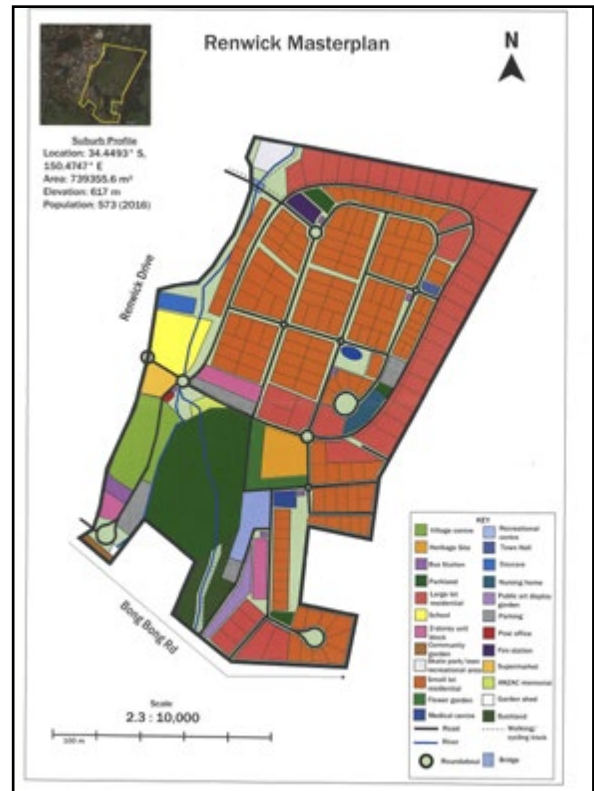 Renwick Masterplan
N
Suburb Profile
Location: 34.4493° S,
150.4747° E
Area: 739355.6 m²
Elevation: 617 m
Population: 573 (2016)
Renwick Drive
Bong Bong Rd
Scale
2.3 : 10,000
100 m
KEY
Village centre
Heritage Site
Bus Station
Parkland
Large lot
residential
School
2-storey unit
block
Community
garden
Skate park/
recreational area
Small lot
residential
Flower garden
Medical centre
Road
River
Roundabout
Recreational
centre
Town Hall
Daycare
Nursing home
Public art display
garden
Parking
Post office
Fire station
Supermarket
ANZAC memorial
Garden shed
Bushland
Walking/
cycling track
Bridge